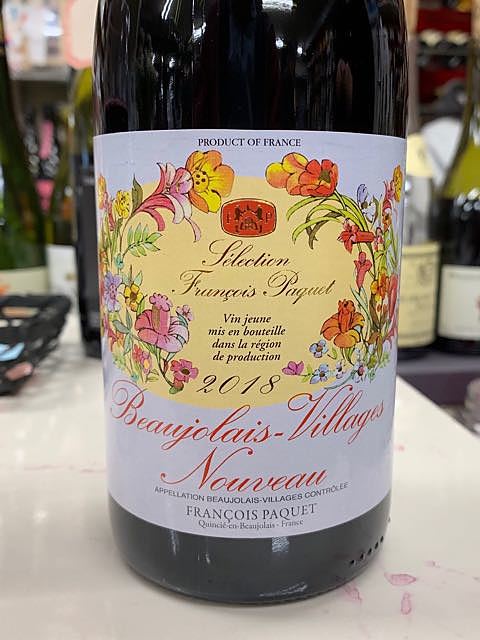 PRODUCT OF FRANCE
F P
Sélection
François Paquet
Vin jeune
mis en bouteille
dans la région
de production
2018
Beaujolais-Villages
Nouveau
APPELLATION BEAUJOLAIS-VILLAGES CONTRÔLÉE
FRANÇOIS PAQUET
Quincié-en-Beaujolais - France